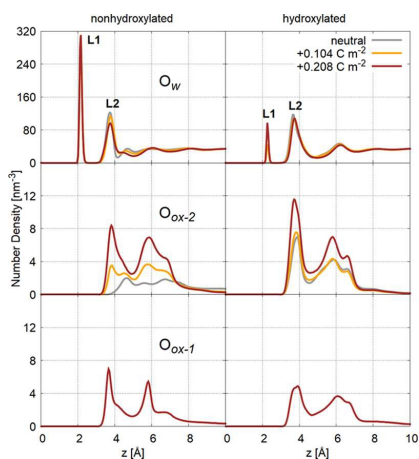 nonhydroxylated
hydroxylated
320
240
160
80
0
L1
L2
O_w
L1
L2
neutral
+0.104 C m⁻²
+0.208 C m⁻²
Number Density [nm⁻³]
12
8
4
0
O_ox-2
12
8
4
0
O_ox-1
0 2 4 6 8
0 2 4 6 8 10
z [Å]
z [Å]